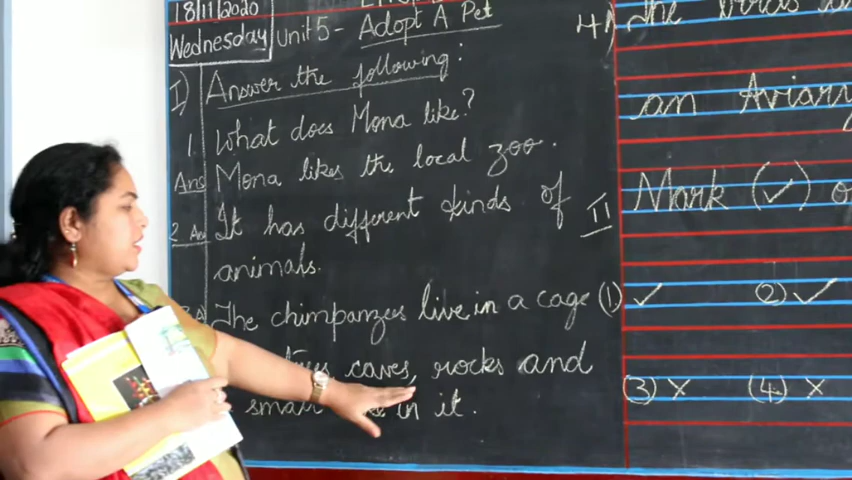 18/11/2020
Wednesday Unit 5 - Adopt A Pet
I) Answer the following:
1. What does Mona like?
Ans Mona likes the local zoo.
2 Ans It has different kinds of
animals.
The chimpanzees live in a cage
caves, rocks and
small in it.
4) The birds
an Aviary
II Mark (✓)
(1) ✓ (2) ✓
(3) x (4) x